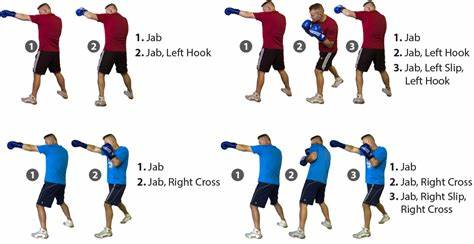 1
2
1. Jab
2. Jab, Left Hook
1
2
3
1. Jab
2. Jab, Left Hook
3. Jab, Left Slip,
Left Hook
1
2
1. Jab
2. Jab, Right Cross
1
2
3
1. Jab
2. Jab, Right Cross
3. Jab, Right Slip,
Right Cross